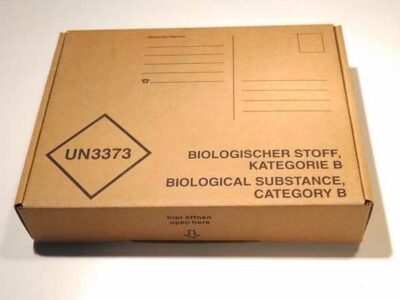 UN3373
BIOLOGISCHER STOFF,
KATEGORIE B
BIOLOGICAL SUBSTANCE,
CATEGORY B
hier öffnen
open here